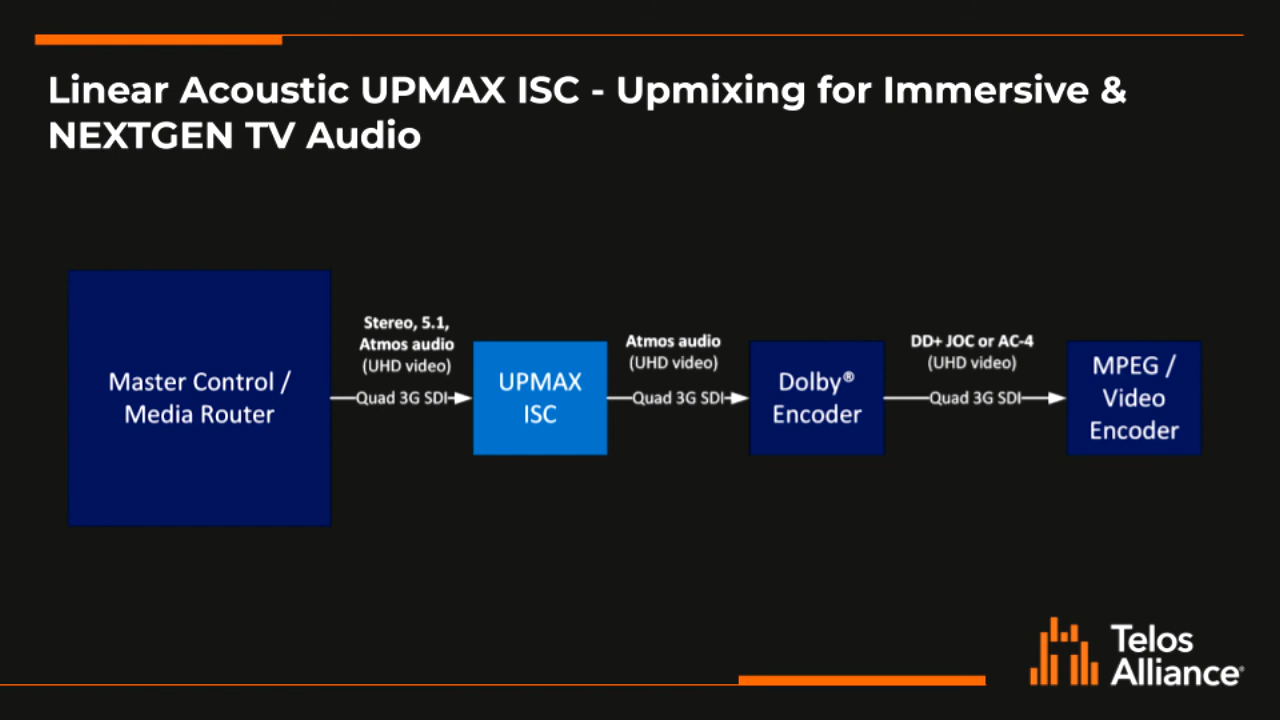 Linear Acoustic UPMAX ISC - Upmixing for Immersive &
NEXTGEN TV Audio
Master Control /
Media Router
Stereo, 5.1,
Atmos audio
(UHD video)
Quad 3G SDI
UPMAX
ISC
Atmos audio
(UHD video)
Quad 3G SDI
Dolby®
Encoder
DD+ JOC or AC-4
(UHD video)
Quad 3G SDI
MPEG /
Video
Encoder
Telos
Alliance®